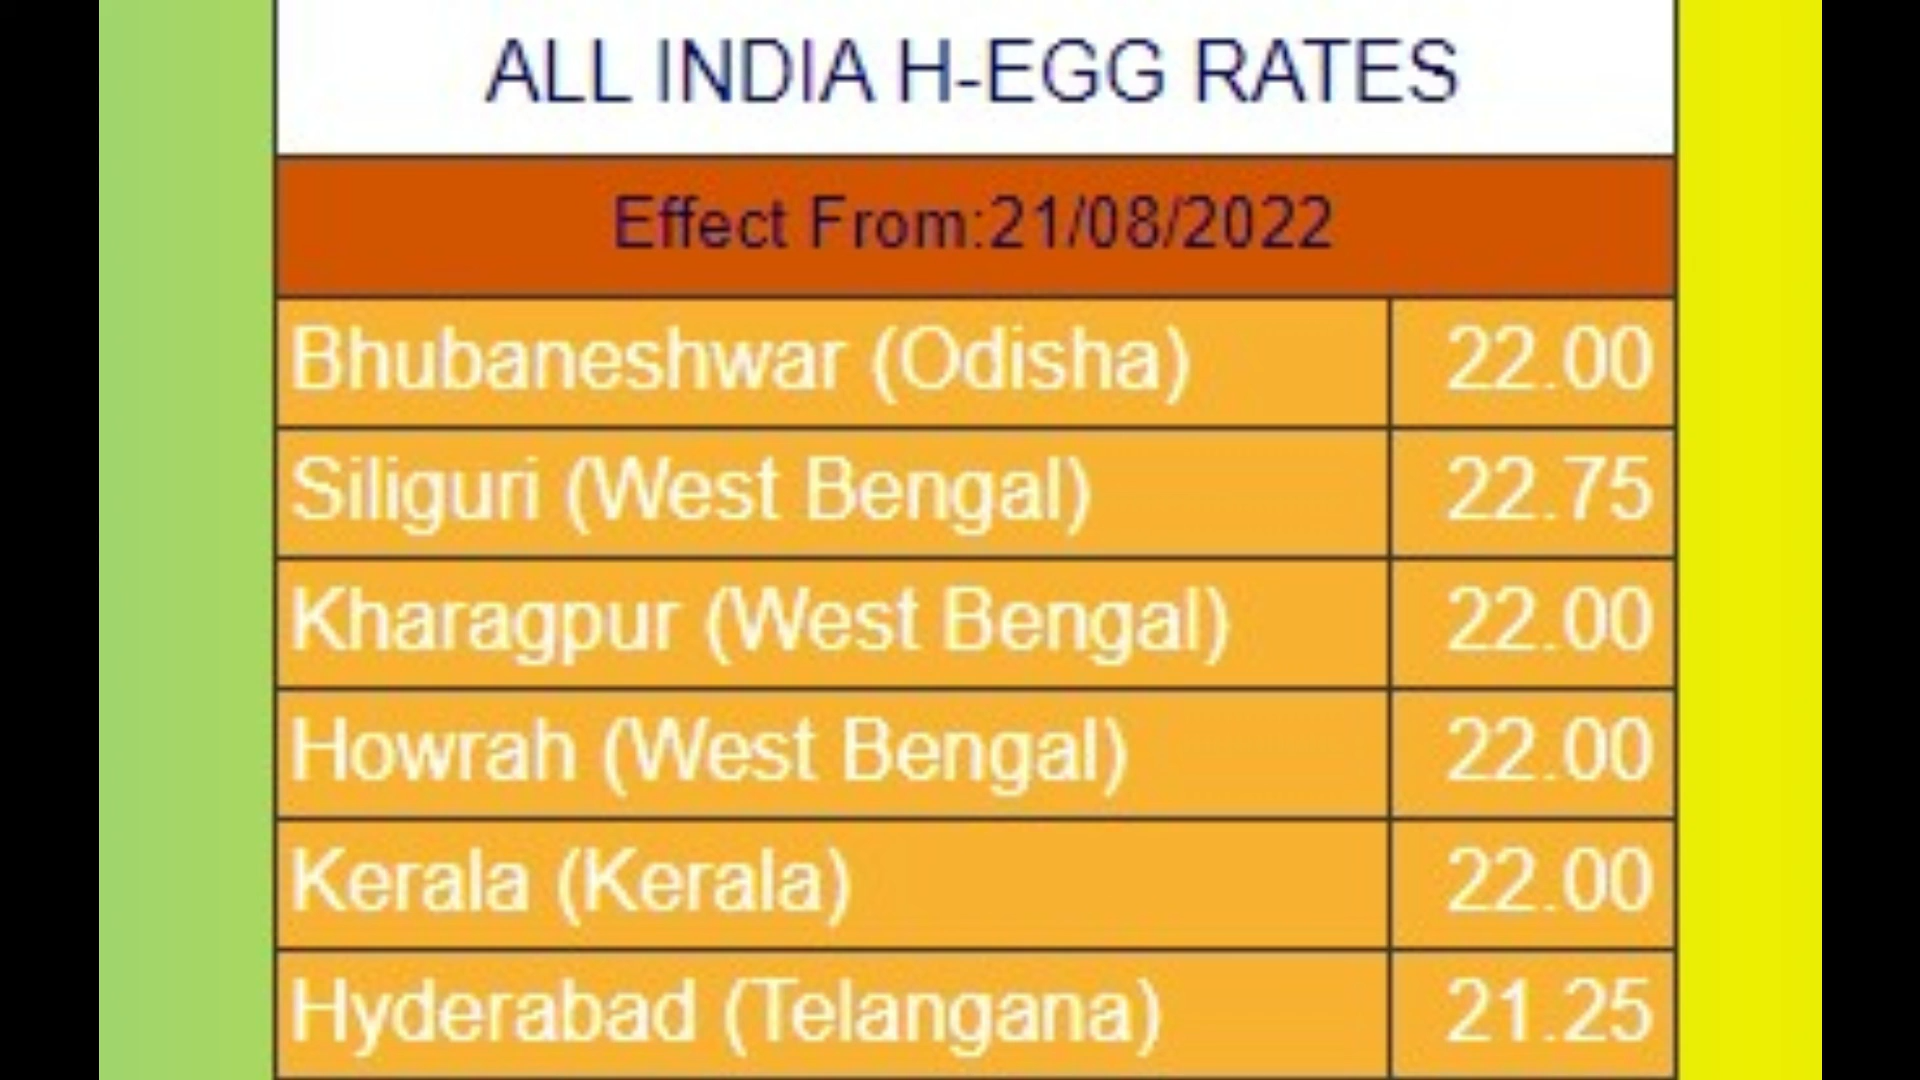 ALL INDIA H-EGG RATES
Effect From:21/08/2022
Bhubaneshwar (Odisha) 22.00
Siliguri (West Bengal) 22.75
Kharagpur (West Bengal) 22.00
Howrah (West Bengal) 22.00
Kerala (Kerala) 22.00
Hyderabad (Telangana) 21.25